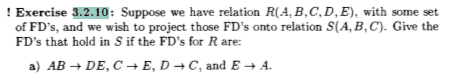 ! Exercise 3.2.10: Suppose we have relation R(A, B, C, D, E), with some set
of FD's, and we wish to project those FD's onto relation S(A, B, C). Give the
FD's that hold in S if the FD's for R are:
a) AB → DE, C → E, D → C, and E → A.